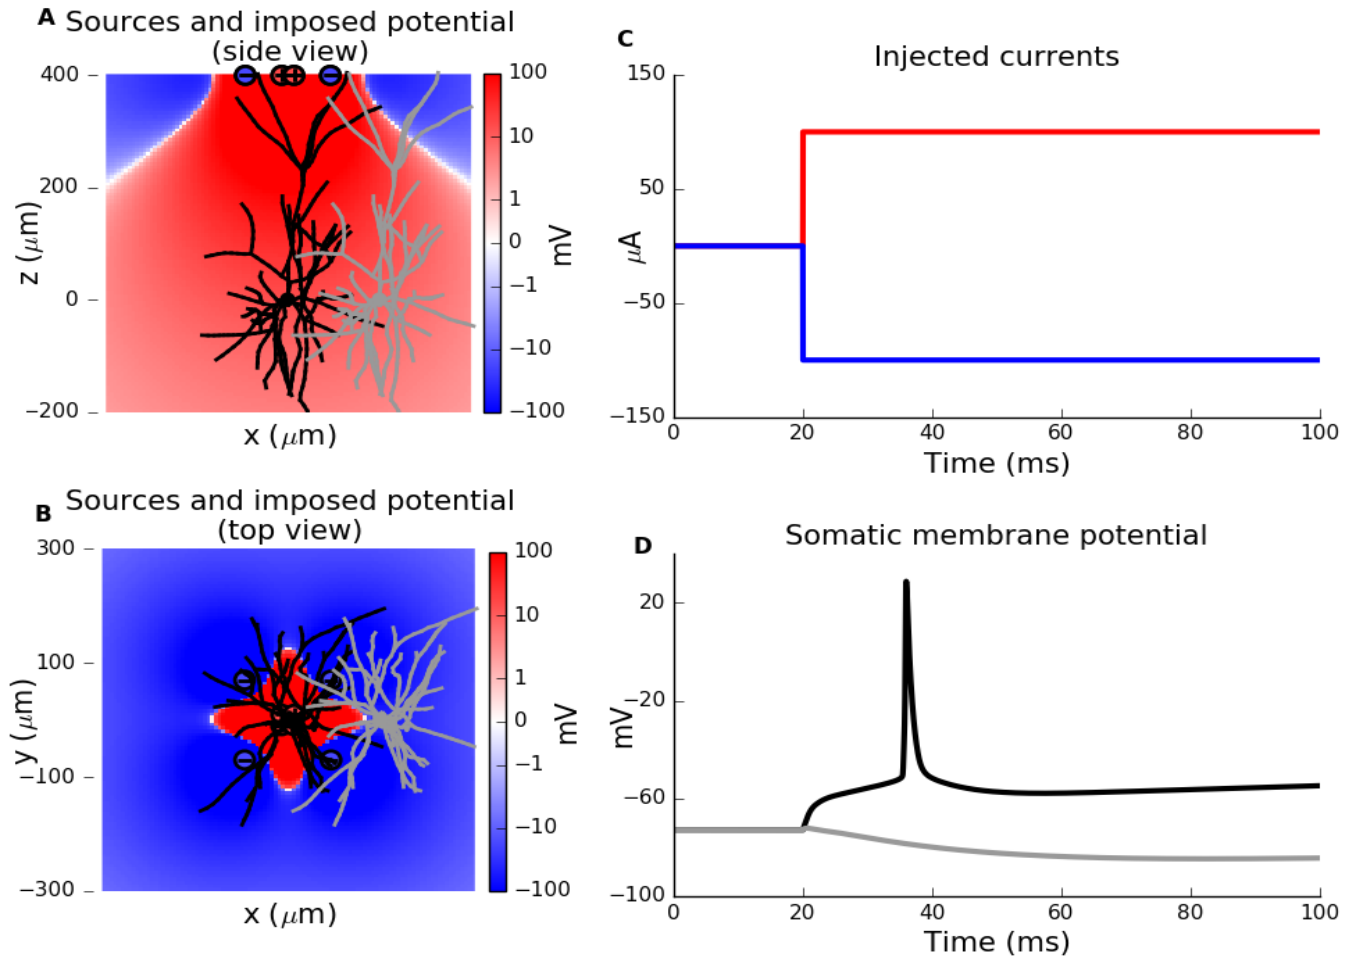 A Sources and imposed potential
(side view)
400
200
0
−200
z (μm)
x (μm)
100
10
1
0
−1
−10
−100
mV
B Sources and imposed potential
(top view)
300
100
−100
−300
y (μm)
x (μm)
100
10
1
0
−1
−10
−100
mV
C Injected currents
150
50
−50
−150
μA
0 20 40 60 80 100
Time (ms)
D Somatic membrane potential
20
−20
−60
−100
mV
0 20 40 60 80 100
Time (ms)